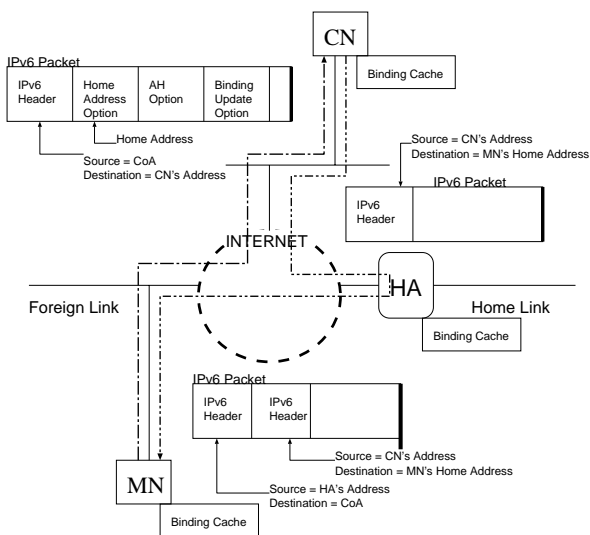 CN
Binding Cache
IPv6 Packet
IPv6
Header
Home
Address
Option
AH
Option
Binding
Update
Option
Home Address
Source = CoA
Destination = CN's Address
Source = CN's Address
Destination = MN's Home Address
IPv6 Packet
IPv6
Header
INTERNET
Foreign Link
HA
Home Link
Binding Cache
IPv6 Packet
IPv6
Header
IPv6
Header
Source = CN's Address
Destination = MN's Home Address
Source = HA's Address
Destination = CoA
MN
Binding Cache